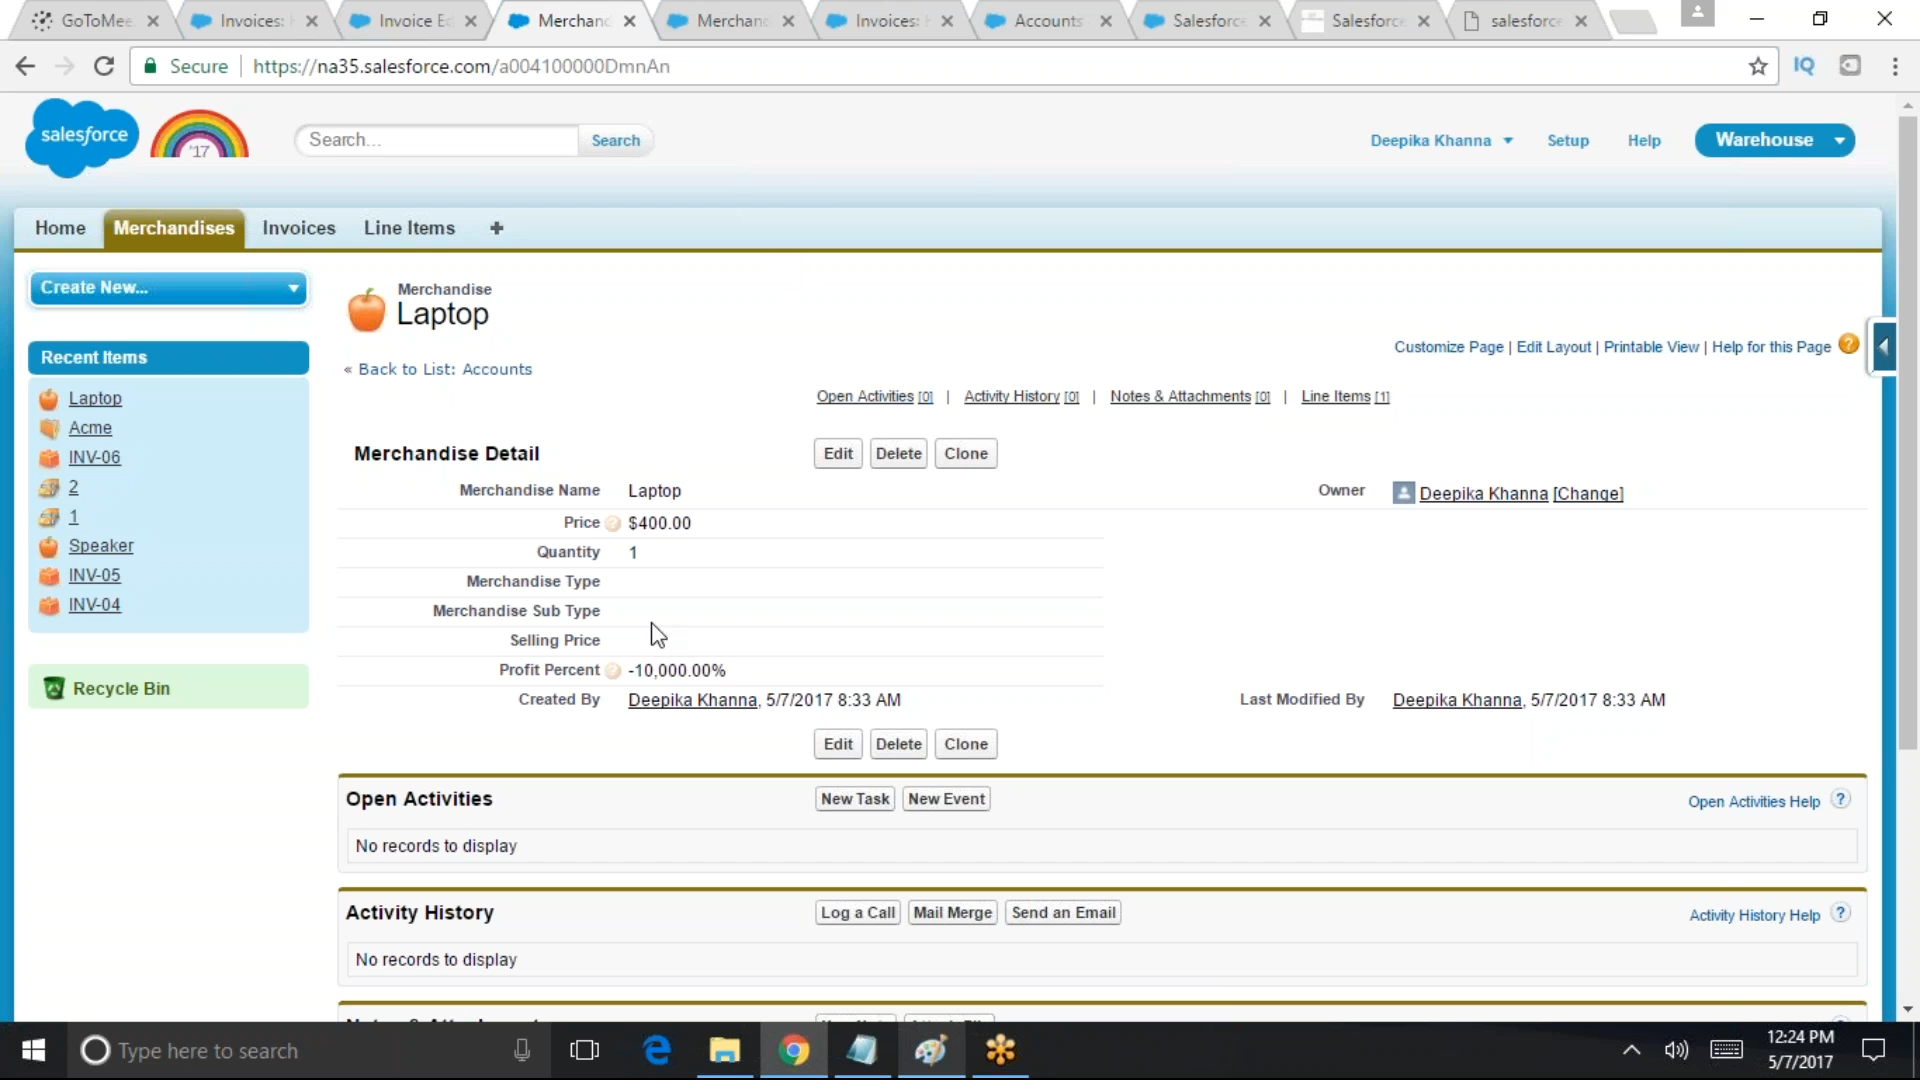 GoToMee
Invoices: H
Invoice Ed
Merchand
Merchand
Invoices: H
Accounts
Salesforce
Salesforce
salesforce
Secure
https://na35.salesforce.com/a004100000DmnAn
IQ
salesforce
'17
Search...
Search
Deepika Khanna
Setup
Help
Warehouse
Home
Merchandises
Invoices
Line Items
+
Create New...
Recent Items
Laptop
Acme
INV-06
2
1
Speaker
INV-05
INV-04
Recycle Bin
Merchandise
Laptop
Customize Page | Edit Layout | Printable View | Help for this Page ?
« Back to List: Accounts
Open Activities [0] | Activity History [0] | Notes & Attachments [0] | Line Items [1]
Merchandise Detail
Edit Delete Clone
Merchandise Name Laptop
Owner Deepika Khanna [Change]
Price $400.00
Quantity 1
Merchandise Type
Merchandise Sub Type
Selling Price
Profit Percent -10,000.00%
Created By Deepika Khanna, 5/7/2017 8:33 AM
Last Modified By Deepika Khanna, 5/7/2017 8:33 AM
Edit Delete Clone
Open Activities
New Task New Event
Open Activities Help ?
No records to display
Activity History
Log a Call Mail Merge Send an Email
Activity History Help ?
No records to display
Type here to search
12:24 PM
5/7/2017